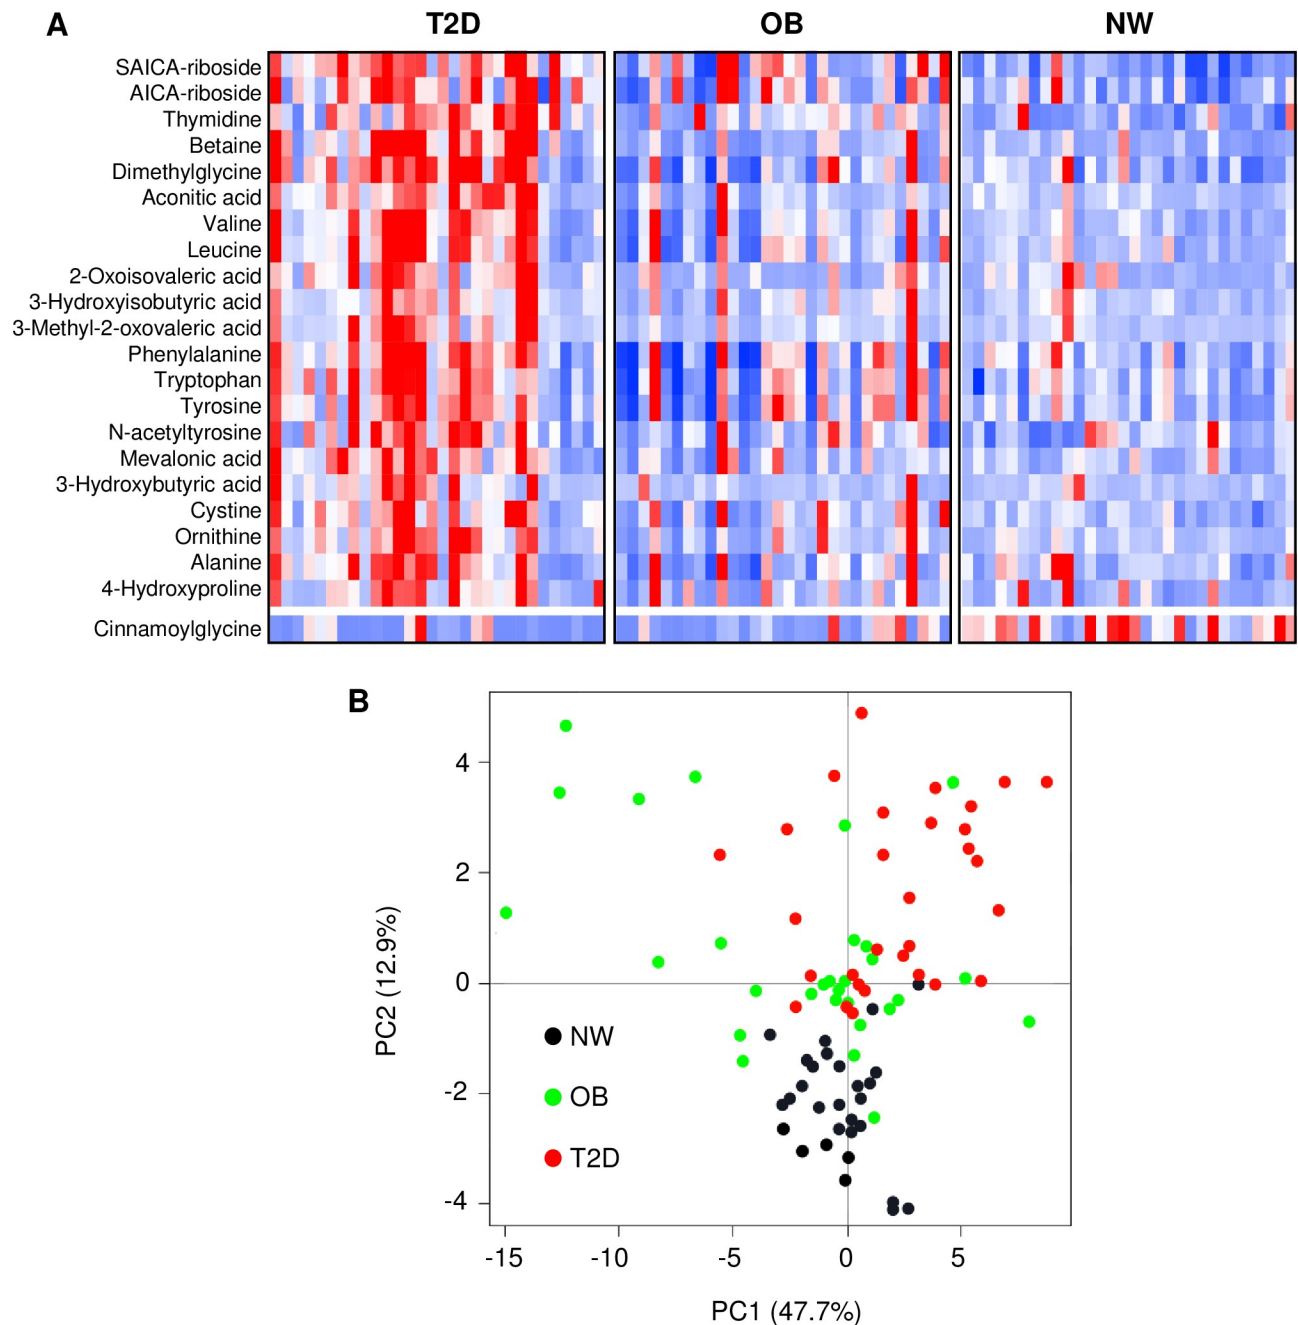 A
T2D OB NW
SAICA-riboside
AICA-riboside
Thymidine
Betaine
Dimethylglycine
Aconitic acid
Valine
Leucine
2-Oxoisovaleric acid
3-Hydroxyisobutyric acid
3-Methyl-2-oxovaleric acid
Phenylalanine
Tryptophan
Tyrosine
N-acetyltyrosine
Mevalonic acid
3-Hydroxybutyric acid
Cystine
Ornithine
Alanine
4-Hydroxyproline
Cinnamoylglycine
B
PC2 (12.9%)
4
2
0
-2
-4
NW
OB
T2D
-15 -10 -5 0 5
PC1 (47.7%)